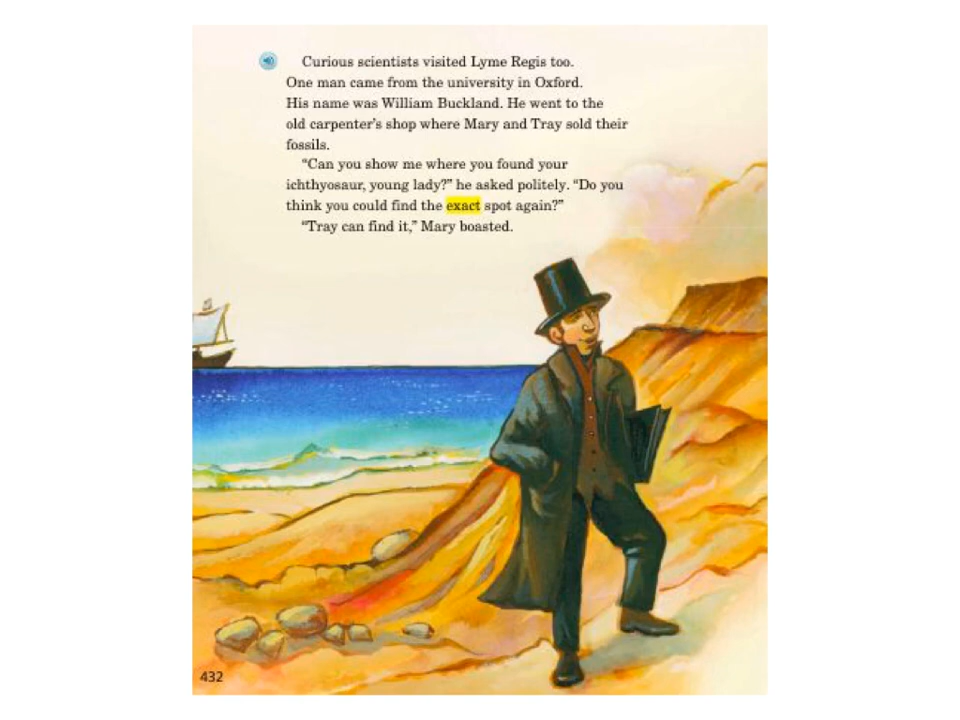 Curious scientists visited Lyme Regis too.
One man came from the university in Oxford.
His name was William Buckland. He went to the
old carpenter’s shop where Mary and Tray sold their
fossils.
“Can you show me where you found your
ichthyosaur, young lady?” he asked politely. “Do you
think you could find the exact spot again?”
“Tray can find it,” Mary boasted.
432